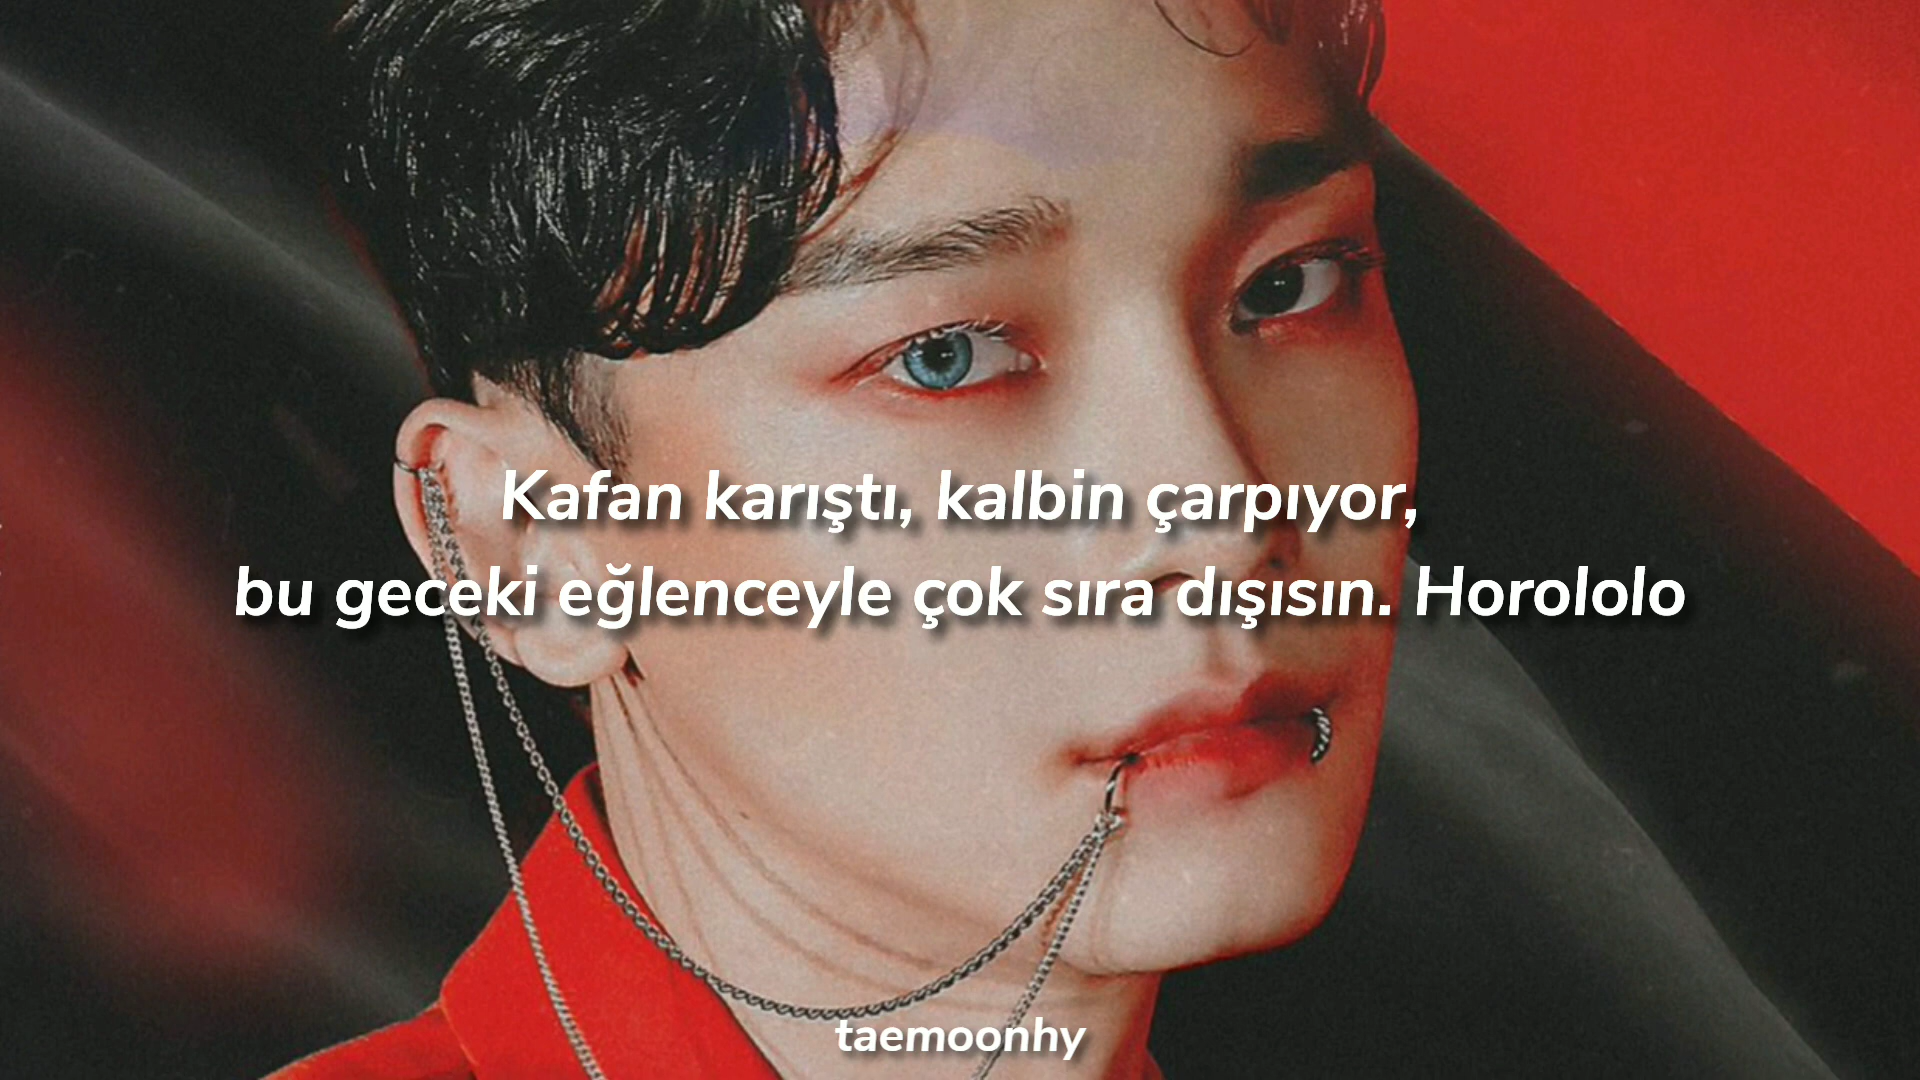 Kafan karıştı, kalbin çarpıyor,
bu geceki eğlenceyle çok sıra dışısın. Horololo
taemoonhy